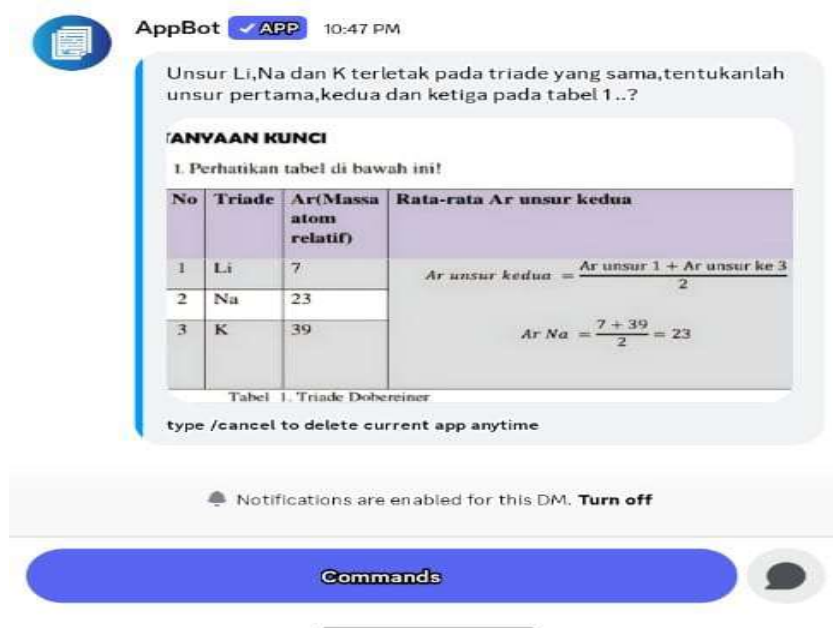 AppBot ✓ APP 10:47 PM
Unsur Li,Na dan K terletak pada triade yang sama,tentukanlah
unsur pertama,kedua dan ketiga pada tabel 1..?
TANYAAN KUNCI
1. Perhatikan tabel di bawah ini!
No Triade Ar(Massa atom relatif) Rata-rata Ar unsur kedua
1 Li 7
2 Na 23
3 K 39
Ar unsur kedua = (Ar unsur 1 + Ar unsur ke 3)/2
Ar Na = (7 + 39)/2 = 23
Tabel 1. Triade Dobereiner
type /cancel to delete current app anytime
Notifications are enabled for this DM. Turn off
Commands